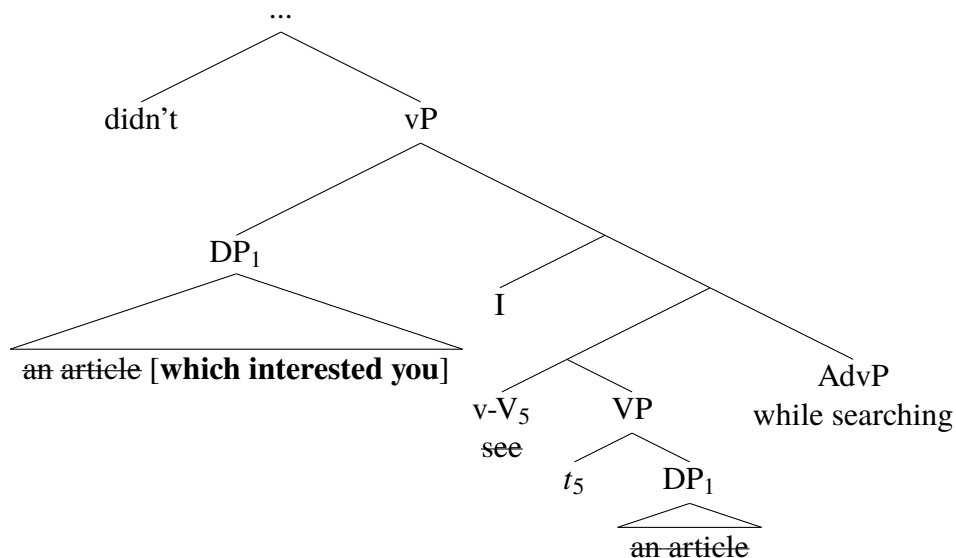 ...
didn't vP
DP₁
I
an article [which interested you]
AdvP
v-V₅ VP while searching
see
t₅ DP₁
an article